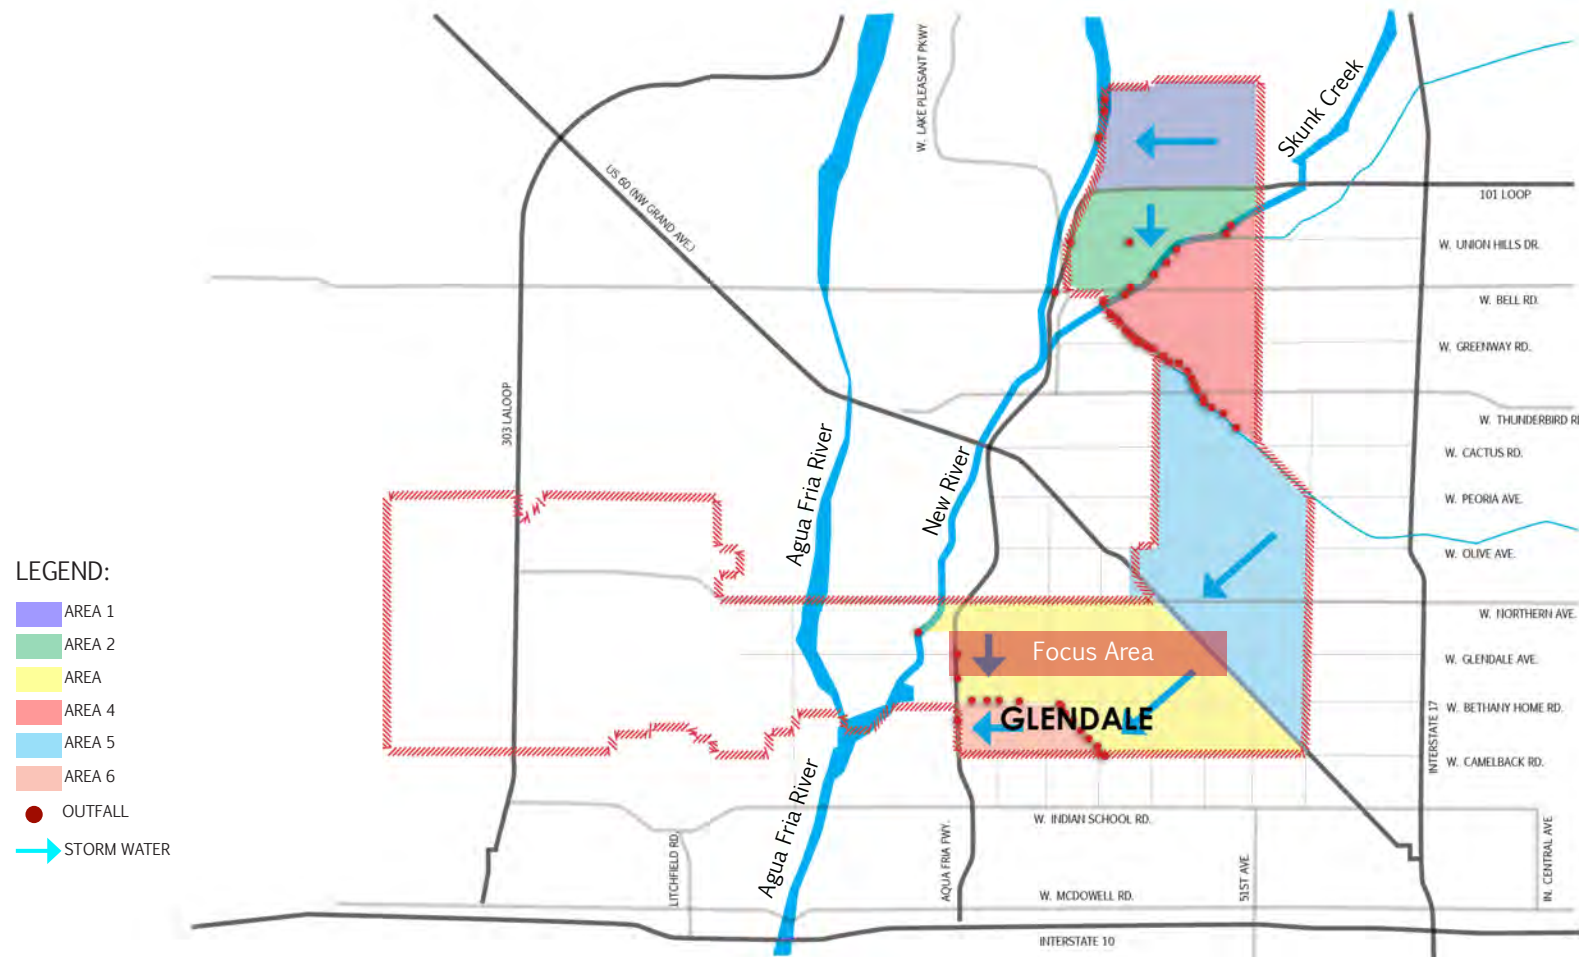 W. LAKE PLEASANT PKWY
Skunk Creek
US 60 (NW GRAND AVE.)
101 LOOP
W. UNION HILLS DR.
W. BELL RD.
W. GREENWAY RD.
303 LALOOP
W. THUNDERBIRD RD
W. CACTUS RD.
Agua Fria River
New River
W. PEORIA AVE.
W. OLIVE AVE.
W. NORTHERN AVE.
Focus Area
W. GLENDALE AVE.
GLENDALE
W. BETHANY HOME RD.
INTERSTATE 17
W. CAMELBACK RD.
Agua Fria River
W. INDIAN SCHOOL RD.
LITCHFIELD RD.
AQUA FRIA FWY.
51ST AVE.
IN. CENTRAL AVE
W. MCDOWELL RD.
INTERSTATE 10
LEGEND:
AREA 1
AREA 2
AREA
AREA 4
AREA 5
AREA 6
OUTFALL
STORM WATER